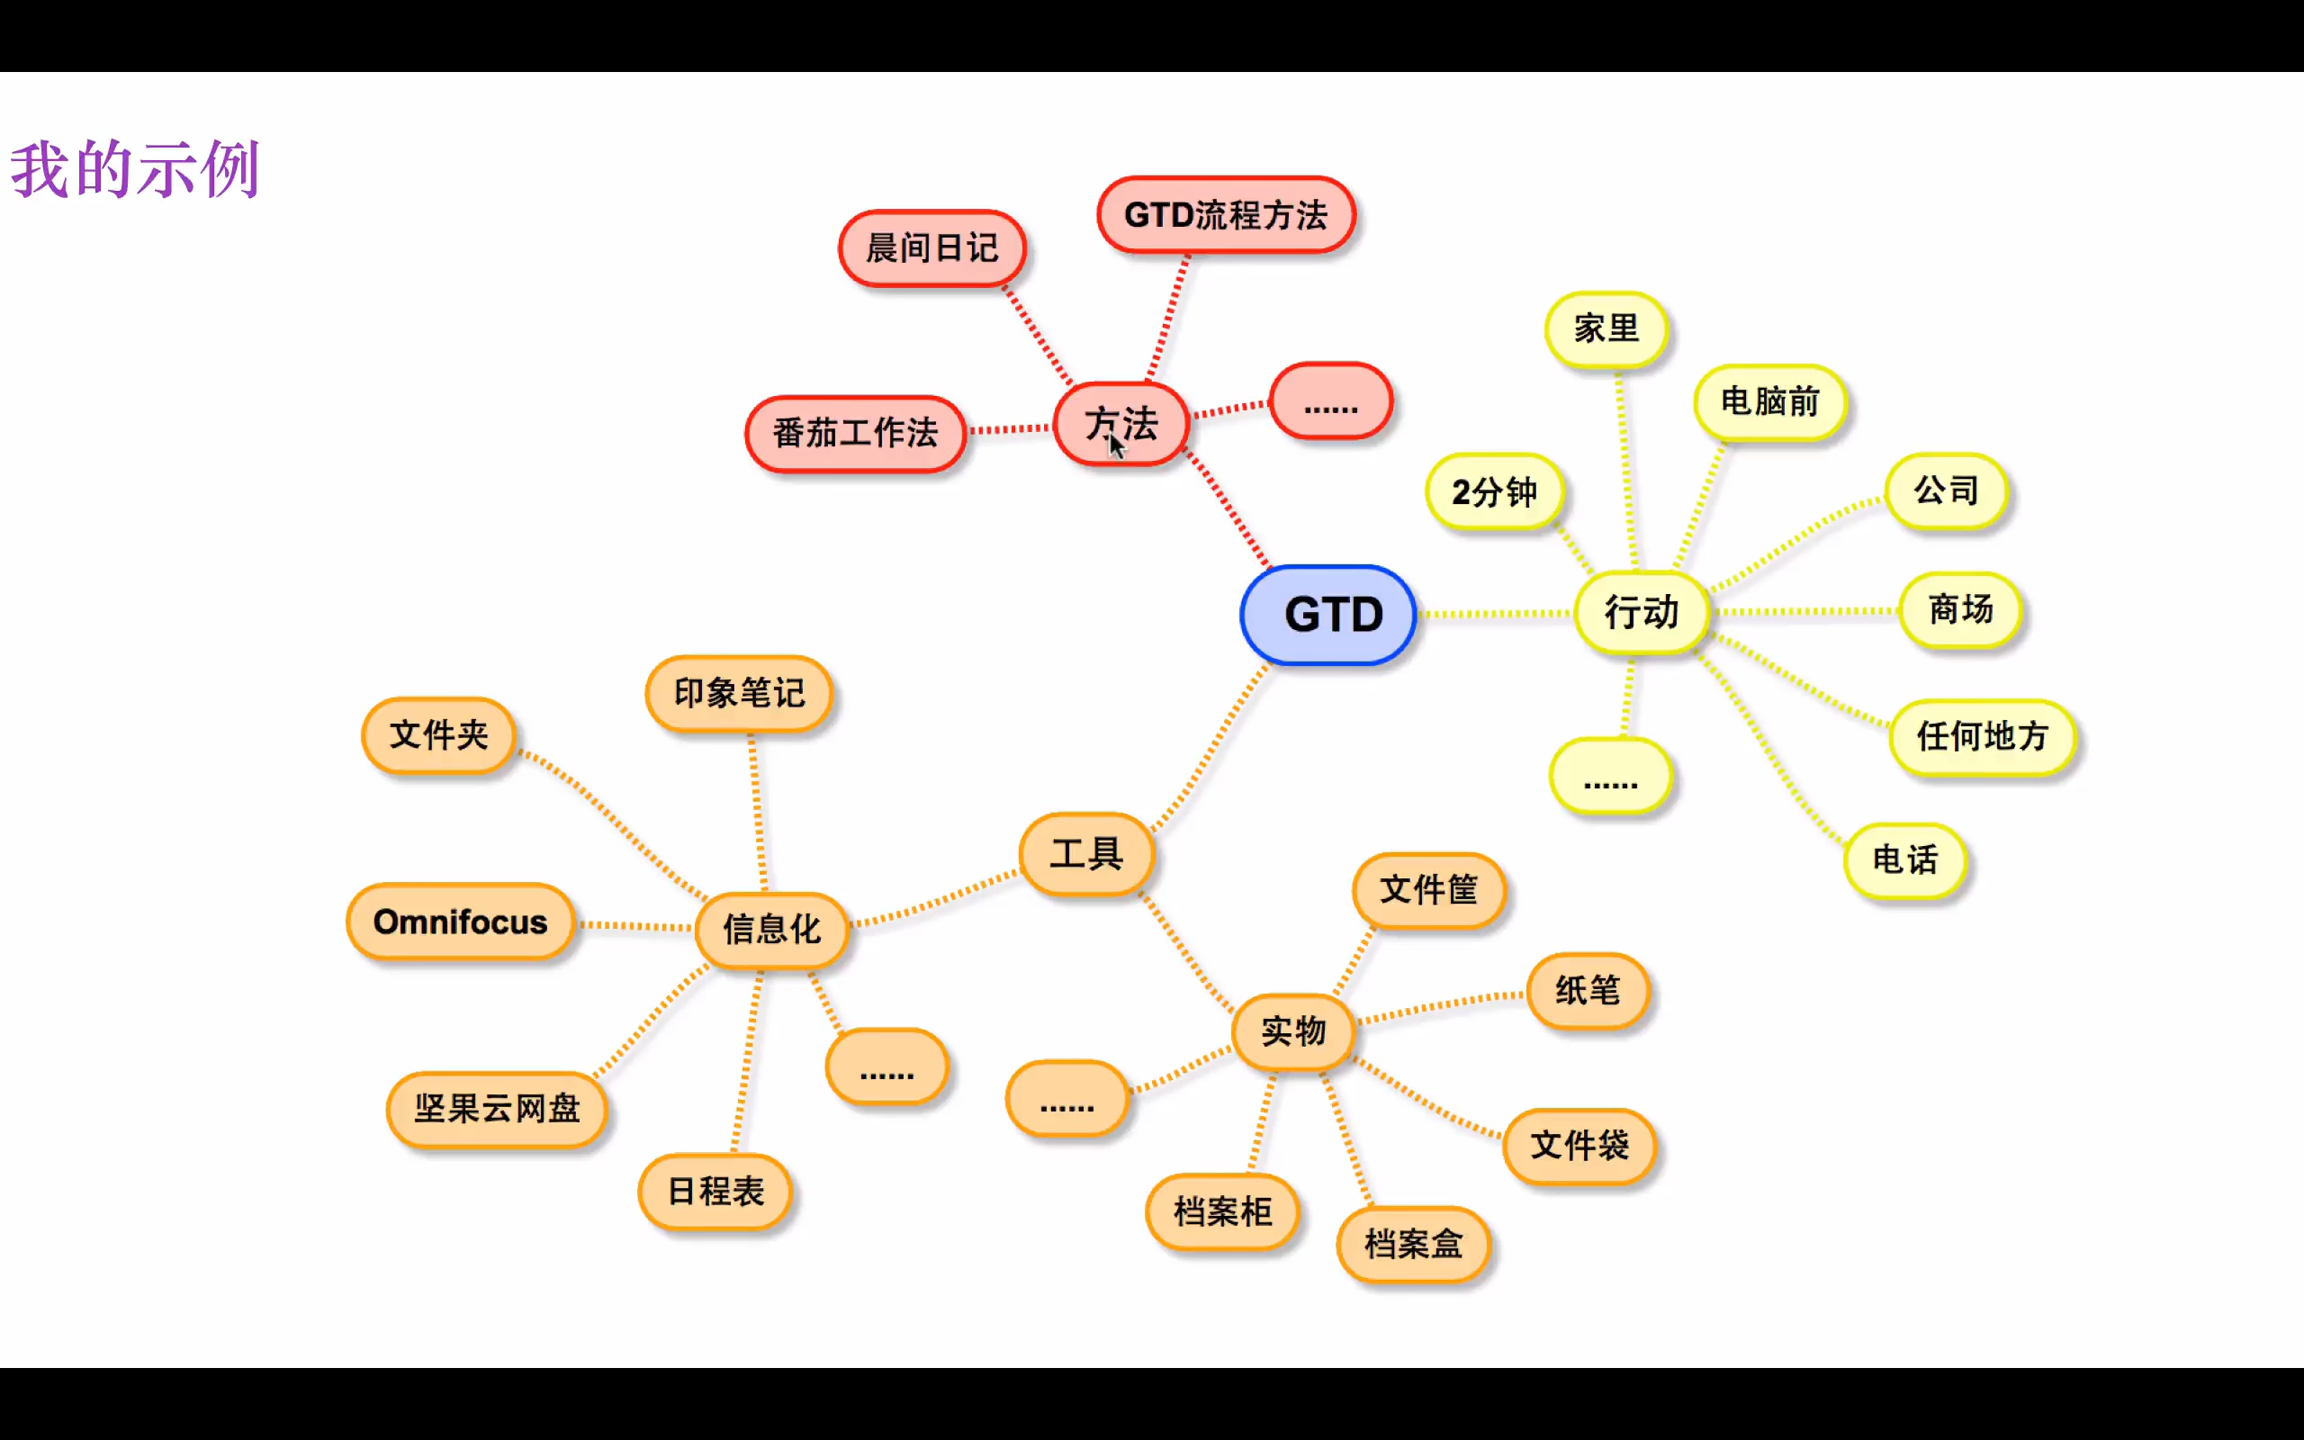 我的示例
GTD流程方法
晨间日记
家里
电脑前
......
方法
番茄工作法
2分钟
公司
GTD
行动
商场
印象笔记
文件夹
任何地方
......
工具
电话
文件筐
Omnifocus
信息化
纸笔
实物
......
......
坚果云网盘
文件袋
日程表
档案柜
档案盒